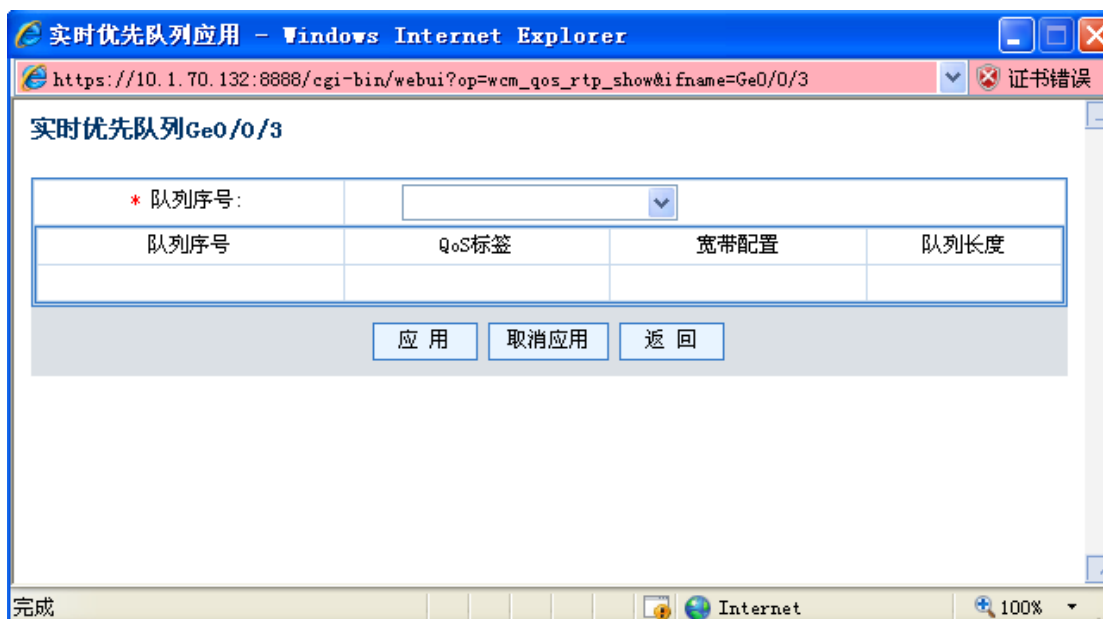 实时优先队列应用 - Windows Internet Explorer
https://10.1.70.132:8888/cgi-bin/webui?op=wcm_qos_rtp_show&ifname=Ge0/0/3 证书错误
实时优先队列Ge0/0/3
* 队列序号:
队列序号 QoS标签 宽带配置 队列长度
应 用 取消应用 返 回
完成 Internet 100%